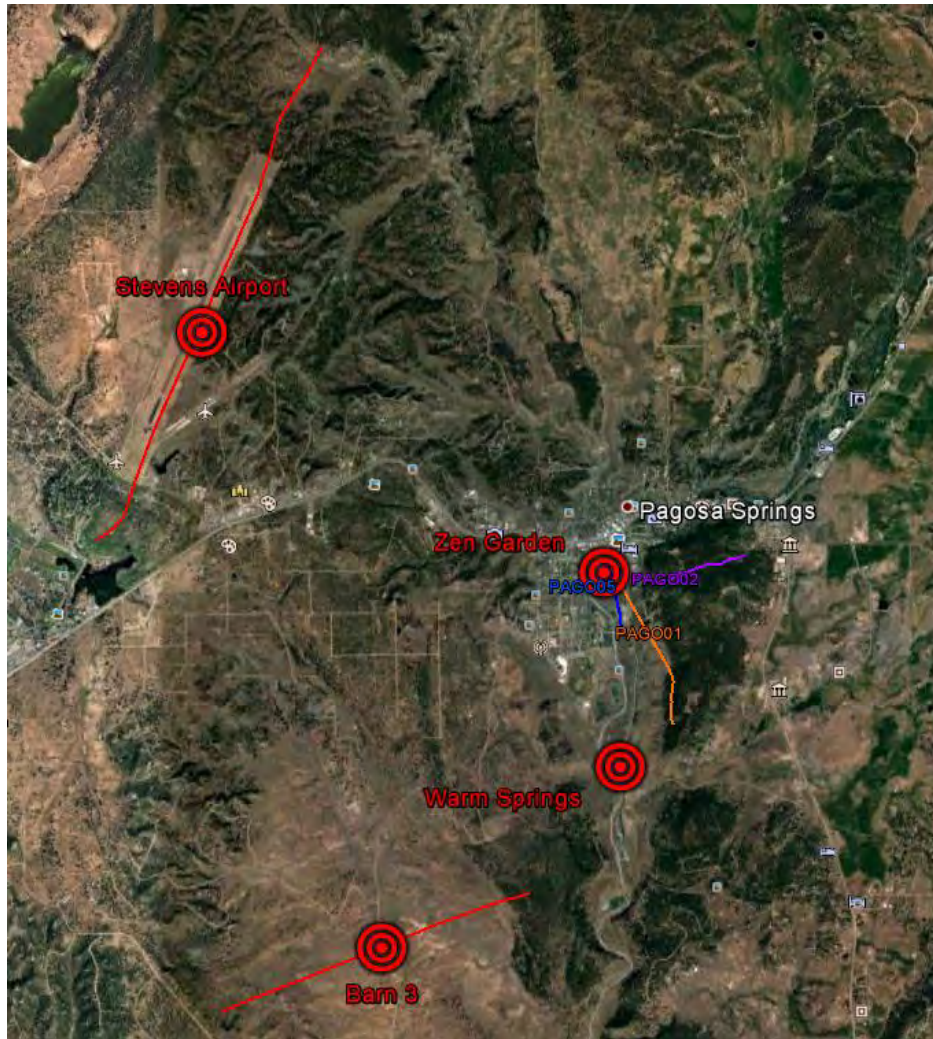 Stevens Airport
Pagosa Springs
Zen Garden
PAGO02
PAGO05
PAGO01
Warm Springs
Barn 3